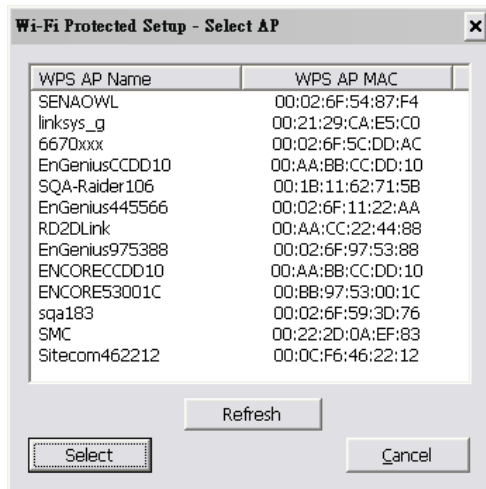 Wi-Fi Protected Setup - Select AP
WPS AP Name WPS AP MAC
SENAOWL 00:02:6F:54:87:F4
linksys_g 00:21:29:CA:E5:C0
6670xxx 00:02:6F:5C:DD:AC
EnGeniusCCDD10 00:AA:BB:CC:DD:10
SQA-Raider106 00:1B:11:62:71:5B
EnGenius445566 00:02:6F:11:22:AA
RD2DLink 00:AA:CC:22:44:88
EnGenius975388 00:02:6F:97:53:88
ENCORECCDD10 00:AA:BB:CC:DD:10
ENCORE53001C 00:BB:97:53:00:1C
sqa183 00:02:6F:59:3D:76
SMC 00:22:2D:0A:EF:83
Sitecom462212 00:0C:F6:46:22:12
Refresh
Select Cancel